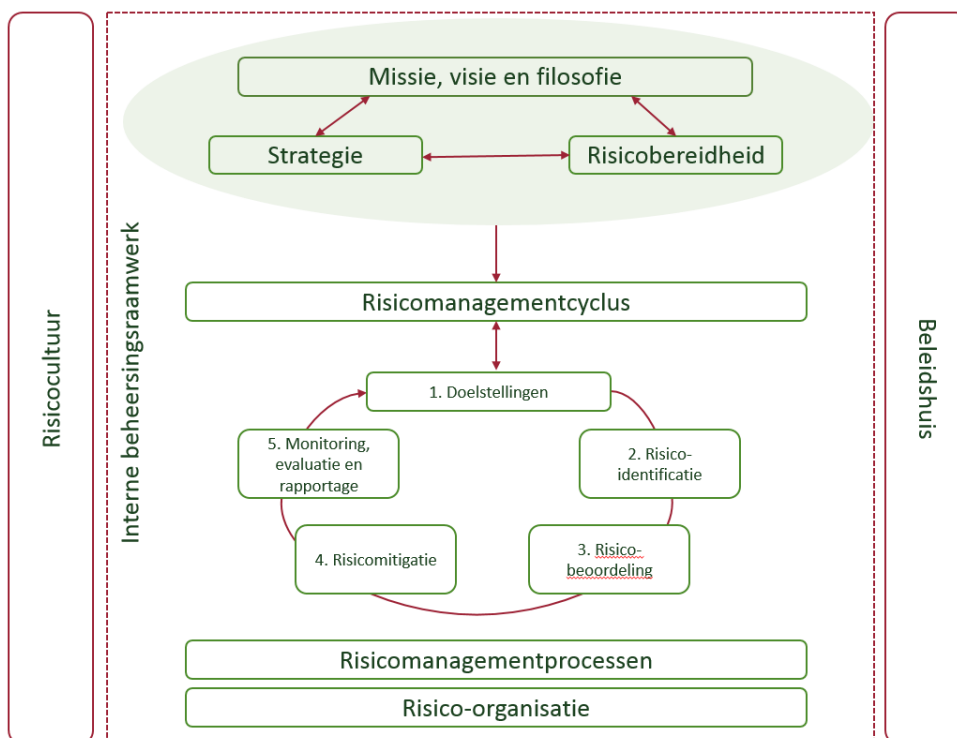 Missie, visie en filosofie
Strategie
Risicobereidheid
Risicocultuur
Interne beheersingsraamwerk
Beleidshuis
Risicomanagementcyclus
1. Doelstellingen
2. Risico-
identificatie
3. Risico-
beoordeling
4. Risicomitigatie
5. Monitoring,
evaluatie en
rapportage
Risicomanagementprocessen
Risico-organisatie